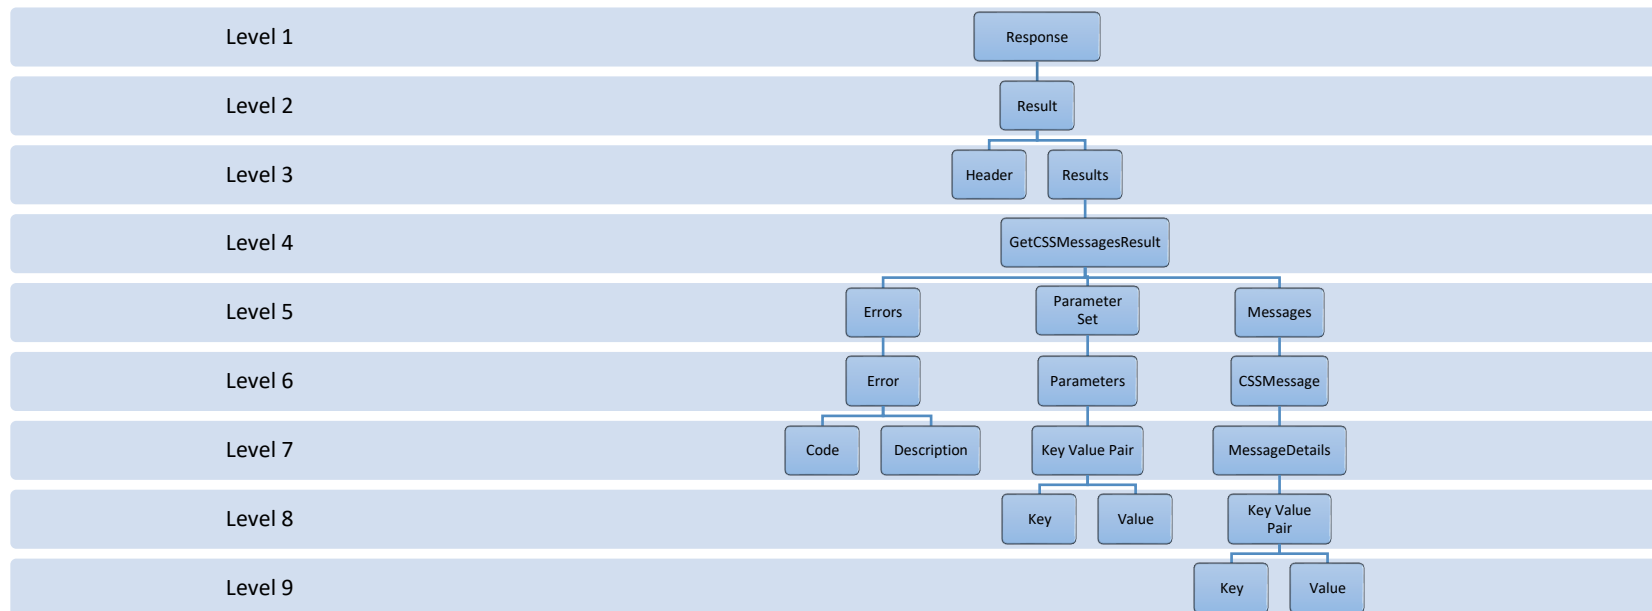 Level 1
Response
Level 2
Result
Level 3
Header
Results
Level 4
GetCSSMessagesResult
Level 5
Errors
Parameter
Set
Messages
Level 6
Error
Parameters
CSSMessage
Level 7
Code
Description
Key Value Pair
MessageDetails
Level 8
Key
Value
Key Value
Pair
Level 9
Key
Value